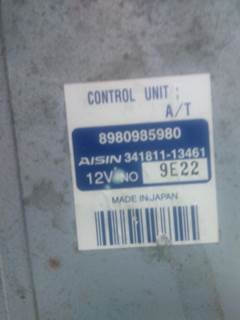 CONTROL UNIT :
A/T
8980985980
AISIN 341811-13461
12V NO 9E22
MADE IN JAPAN